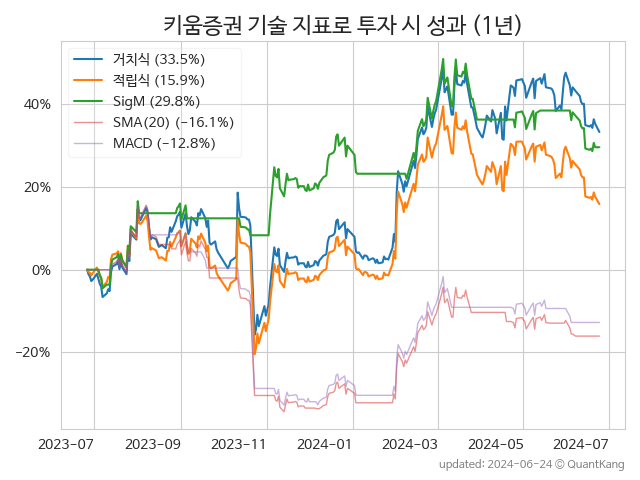 키움증권 기술 지표로 투자 시 성과 (1년)
거치식 (33.5%)
적립식 (15.9%)
SigM (29.8%)
SMA(20) (−16.1%)
MACD (−12.8%)
40%
20%
0%
−20%
2023-07 2023-09 2023-11 2024-01 2024-03 2024-05 2024-07
updated: 2024-06-24 @ QuantKang